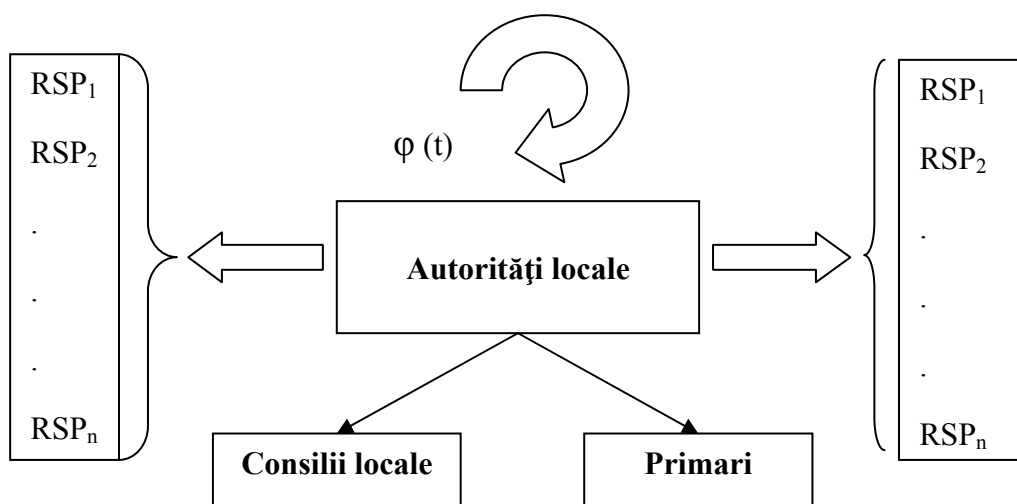 RSP₁
RSP₂
.
.
.
RSPₙ
φ (t)
Autorităţi locale
Consilii locale
Primari
RSP₁
RSP₂
.
.
.
RSPₙ